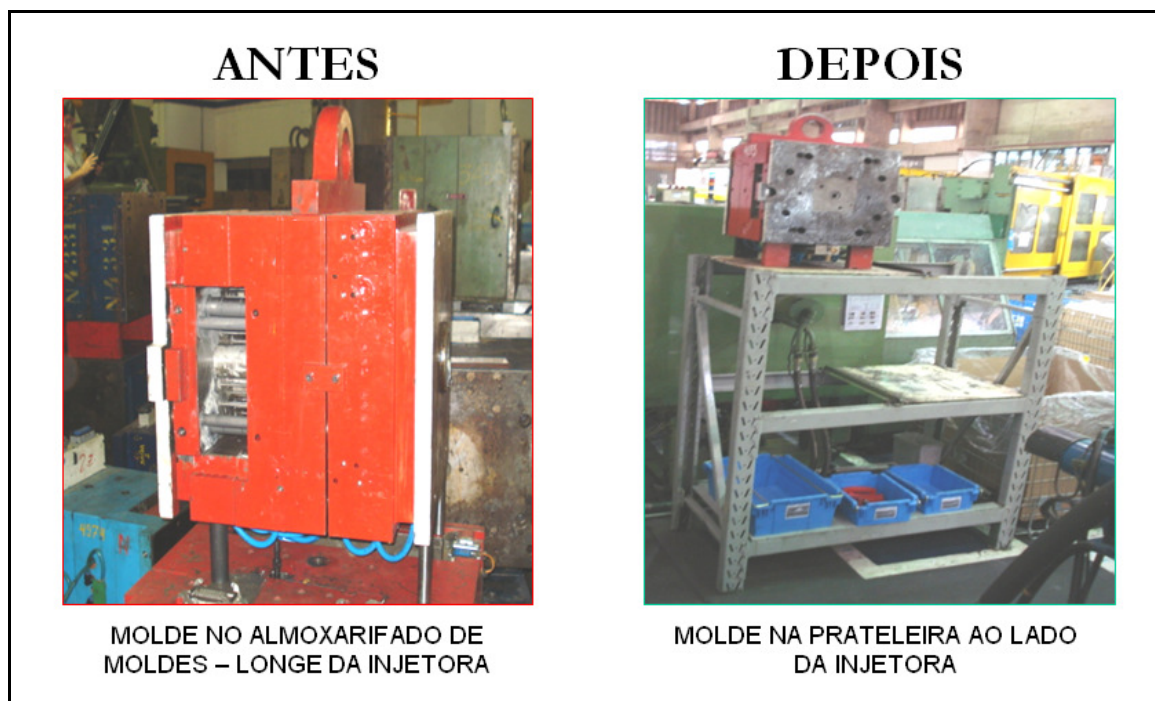 ANTES
DEPOIS
MOLDE NO ALMOXARIFADO DE
MOLDES – LONGE DA INJETORA
MOLDE NA PRATELEIRA AO LADO
DA INJETORA